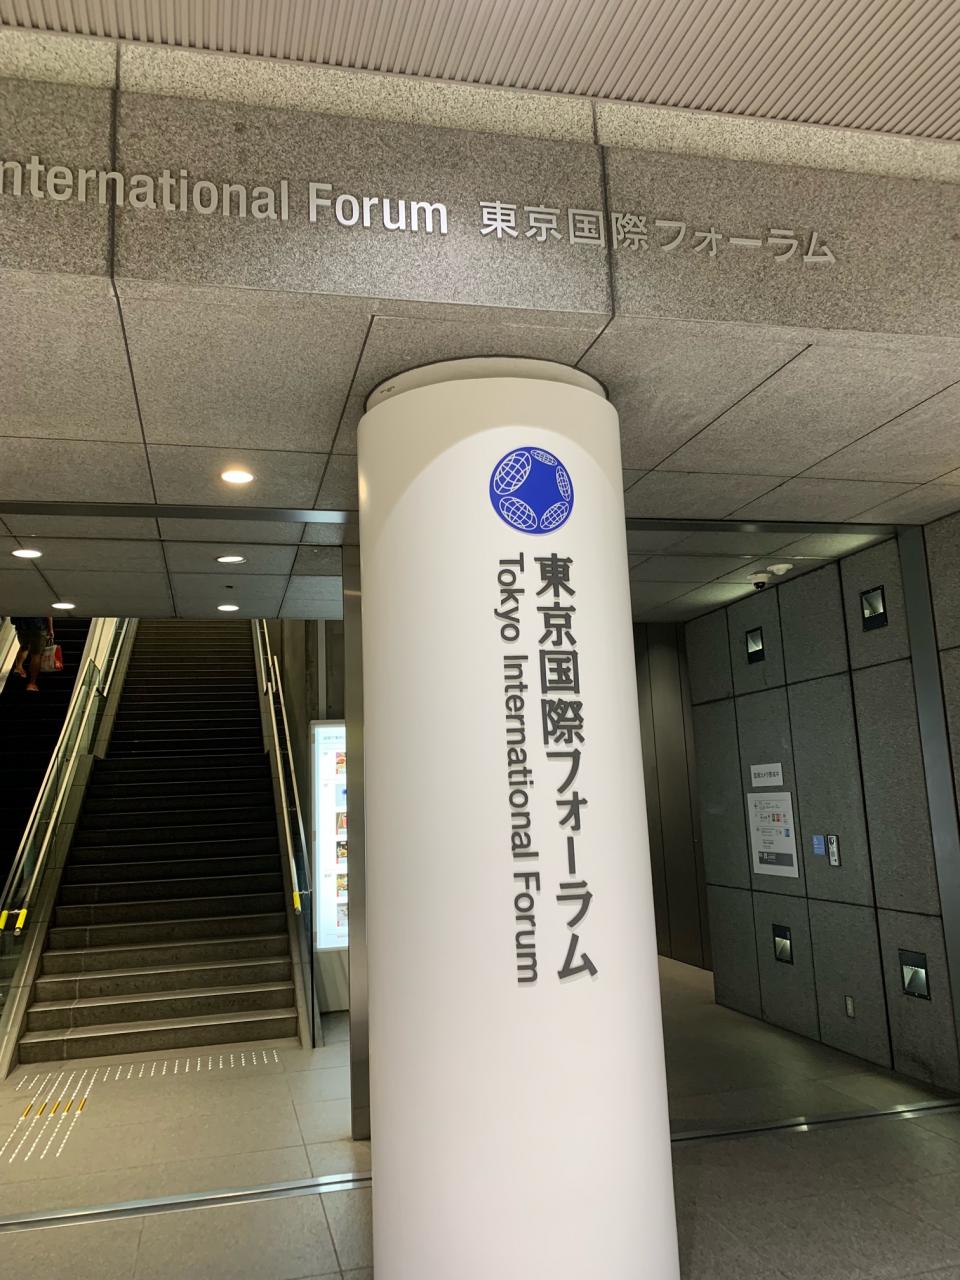 nternational Forum 東京国際フォーラム
東京国際フォーラム
Tokyo International Forum